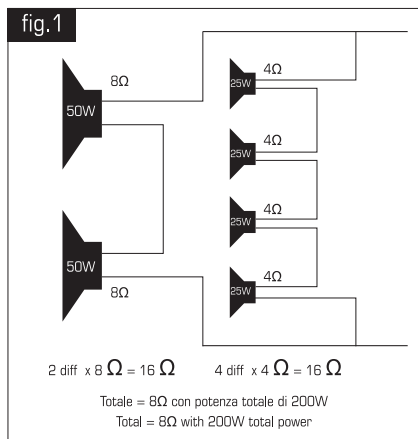 fig.1
8Ω
50W
50W
8Ω
4Ω
25W
4Ω
25W
4Ω
25W
4Ω
25W
2 diff x 8 Ω = 16 Ω
4 diff x 4 Ω = 16 Ω
Totale = 8Ω con potenza totale di 200W
Total = 8Ω with 200W total power